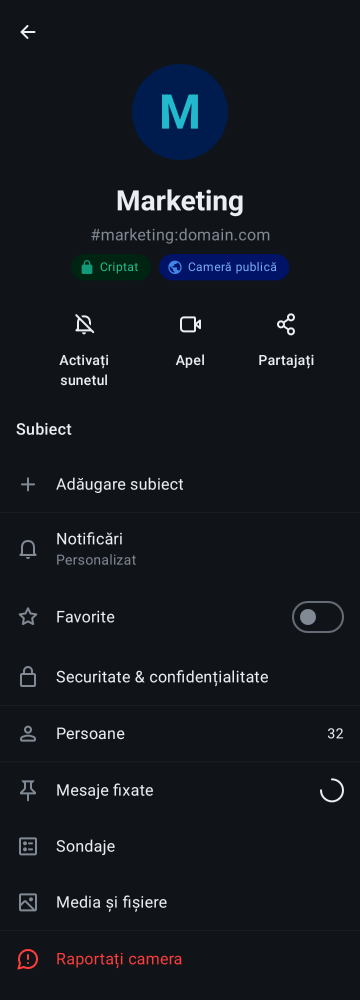 M
Marketing
#marketing:domain.com
Criptat
Cameră publică
Activați
sunetul
Apel
Partajați
Subiect
Adăugare subiect
Notificări
Personalizat
Favorite
Securitate & confidențialitate
Persoane
32
Mesaje fixate
Sondaje
Media și fișiere
Raportați camera